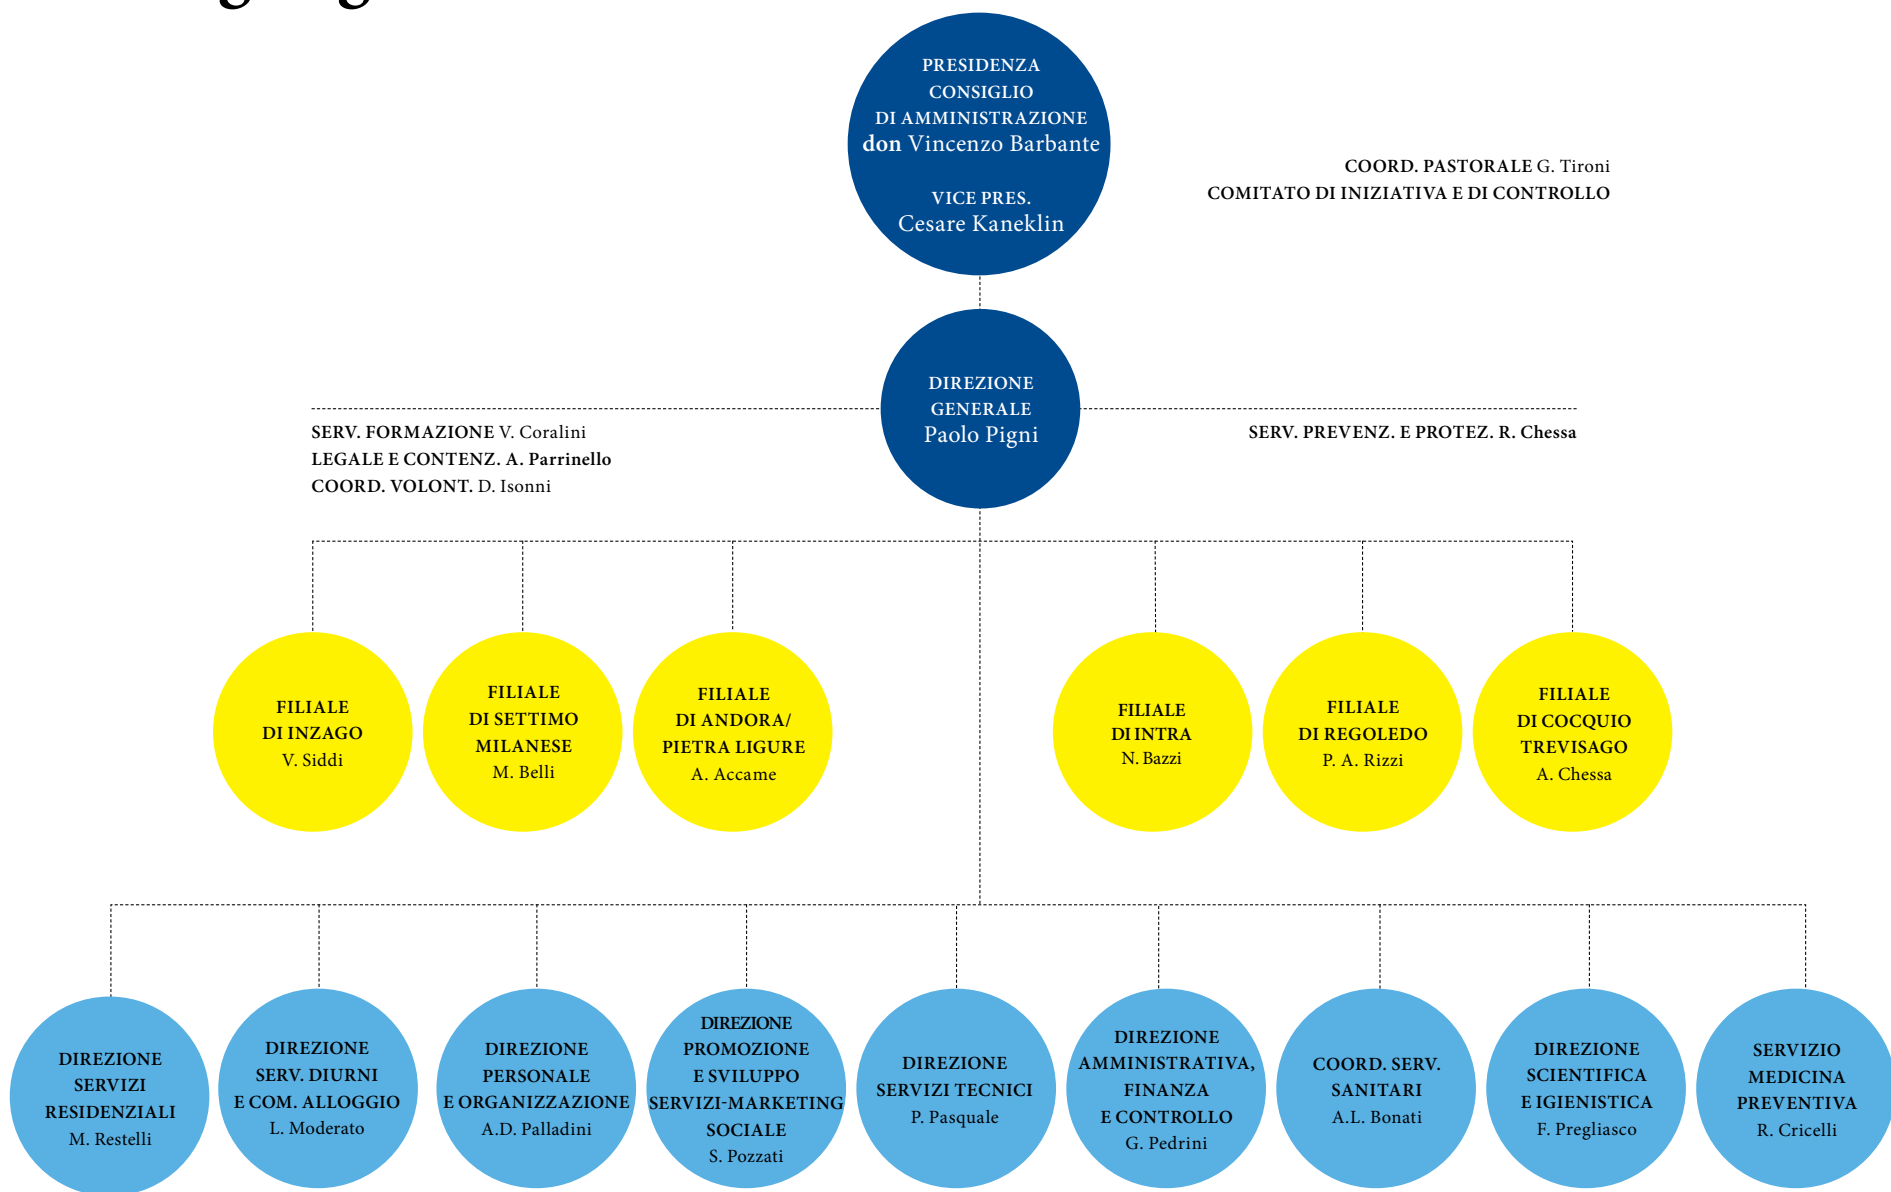 PRESIDENZA
CONSIGLIO
DI AMMINISTRAZIONE
don Vincenzo Barbante
VICE PRES.
Cesare Kaneklin
COORD. PASTORALE G. Tironi
COMITATO DI INIZIATIVA E DI CONTROLLO
DIREZIONE
GENERALE
Paolo Pigni
SERV. FORMAZIONE V. Coralini
LEGALE E CONTENZ. A. Parrinello
COORD. VOLONT. D. Isonni
SERV. PREVENZ. E PROTEZ. R. Chessa
FILIALE
DI INZAGO
V. Siddi
FILIALE
DI SETTIMO
MILANESE
M. Belli
FILIALE
DI ANDORA/
PIETRA LIGURE
A. Accame
FILIALE
DI INTRA
N. Bazzi
FILIALE
DI REGOLEDO
P. A. Rizzi
FILIALE
DI COCQUIO
TREVISAGO
A. Chessa
DIREZIONE
SERVIZI
RESIDENZIALI
M. Restelli
DIREZIONE
SERV. DIURNI
E COM. ALLOGGIO
L. Moderato
DIREZIONE
PERSONALE
E ORGANIZZAZIONE
A.D. Palladini
DIREZIONE
PROMOZIONE
E SVILUPPO
SERVIZI-MARKETING
SOCIALE
S. Pozzati
DIREZIONE
SERVIZI TECNICI
P. Pasquale
DIREZIONE
AMMINISTRATIVA,
FINANZA
E CONTROLLO
G. Pedrini
COORD. SERV.
SANITARI
A.L. Bonati
DIREZIONE
SCIENTIFICA
E IGIENISTICA
F. Pregliasco
SERVIZIO
MEDICINA
PREVENTIVA
R. Cricelli